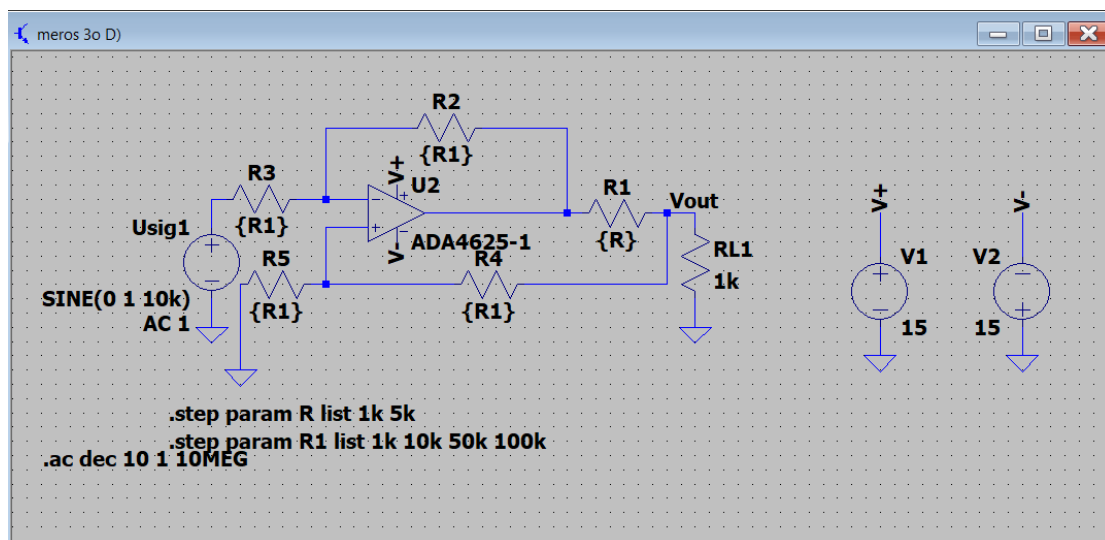 meros 3o D)
R2
{R1}
V+
U2
R3
{R1}
Usig1
SINE(0 1 10k)
AC 1
R5
{R1}
V-
ADA4625-1
R4
{R1}
R1
{R}
Vout
RL1
1k
V+
V1
15
V-
V2
15
.step param R list 1k 5k
.step param R1 list 1k 10k 50k 100k
.ac dec 10 1 10MEG